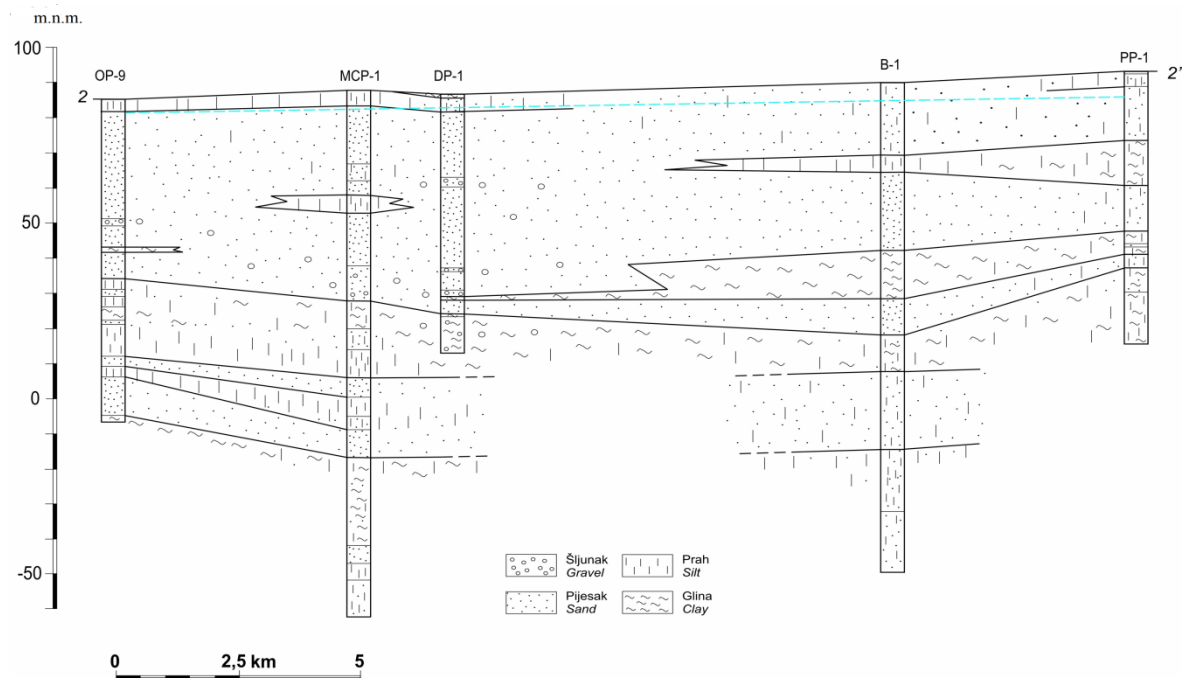 m.n.m.
100
OP-9
MCP-1
DP-1
B-1
PP-1
2
2'
50
0
-50
Šljunak
Gravel
Prah
Silt
Pijesak
Sand
Glina
Clay
0
2,5 km
5